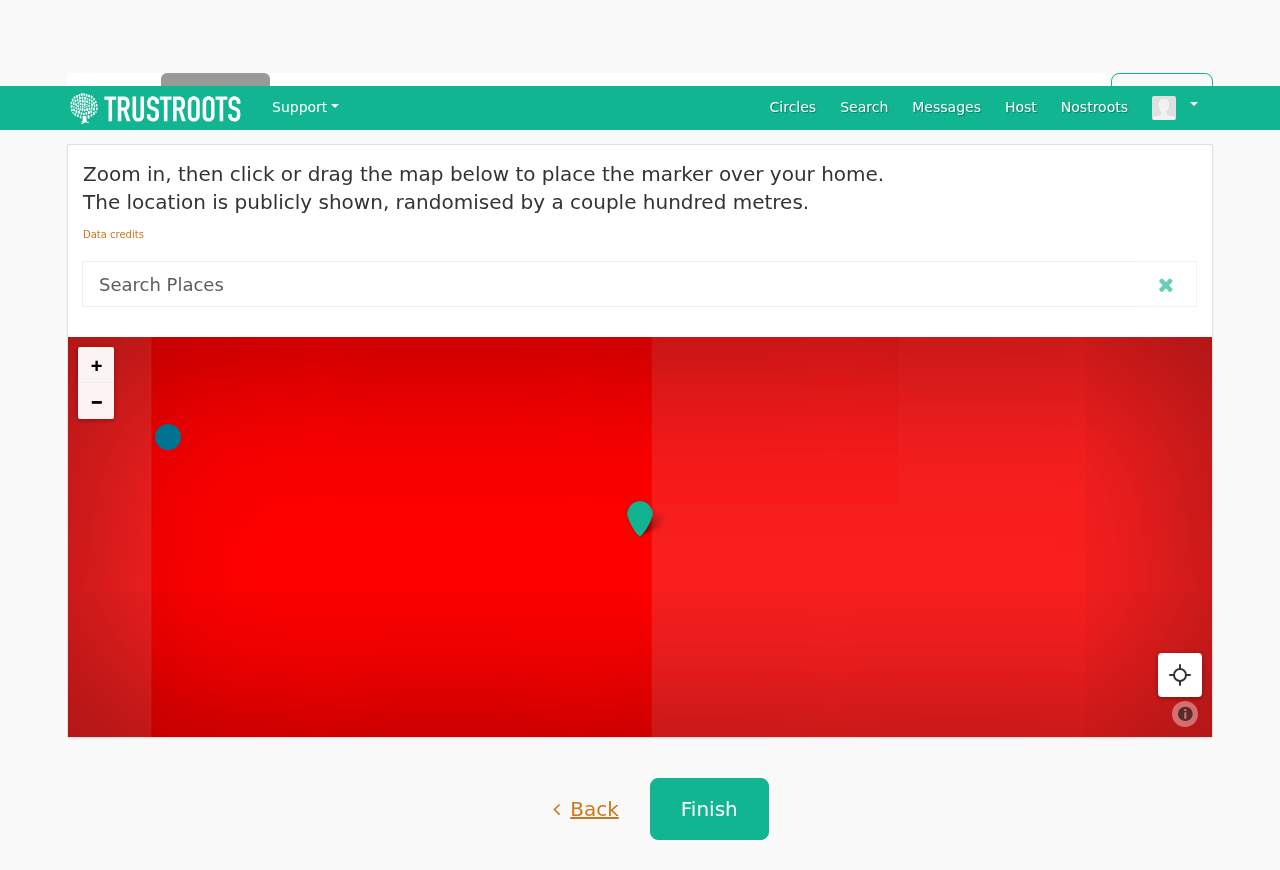 TRUSTROOTS
Support
Circles
Search
Messages
Host
Nostroots
Zoom in, then click or drag the map below to place the marker over your home.
The location is publicly shown, randomised by a couple hundred metres.
Data credits
Search Places
+
−
Back
Finish